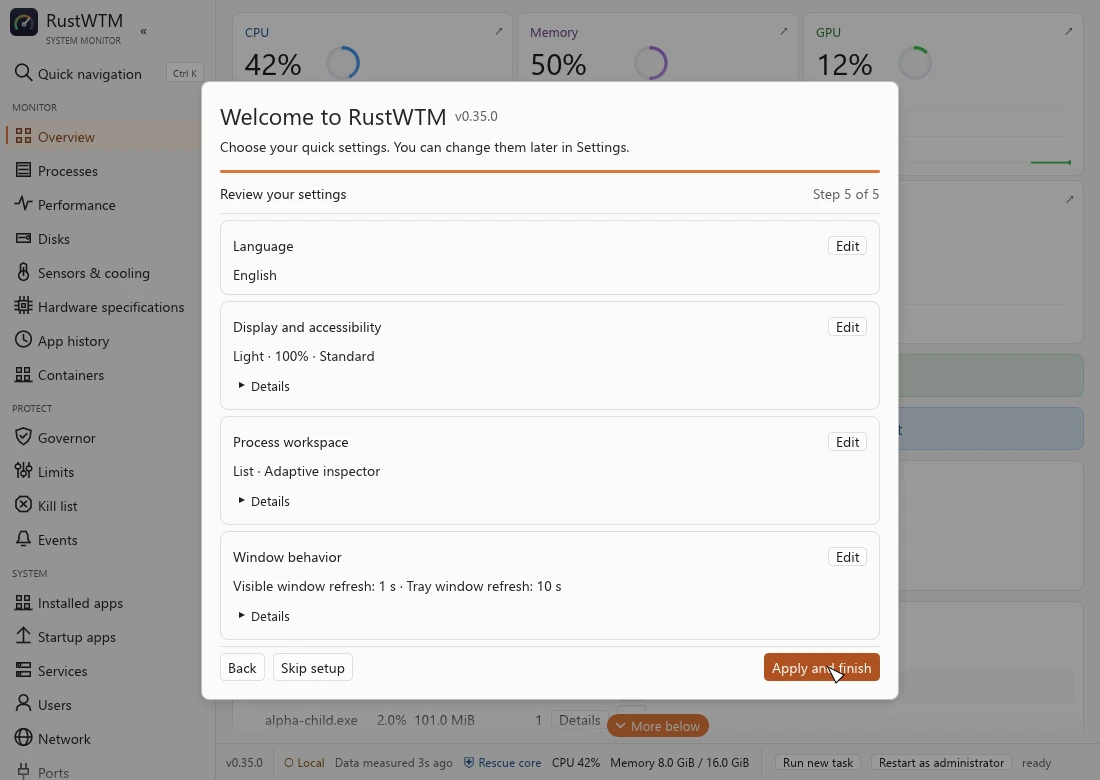 RustWTM
SYSTEM MONITOR
«
Quick navigation
Ctrl K
MONITOR
Overview
Processes
Performance
Disks
Sensors & cooling
Hardware specifications
App history
Containers
PROTECT
Governor
Limits
Kill list
Events
SYSTEM
Installed apps
Startup apps
Services
Users
Network
Ports
CPU
42%
Memory
50%
GPU
12%
Welcome to RustWTM v0.35.0
Choose your quick settings. You can change them later in Settings.
Review your settings
Step 5 of 5
Language
Edit
English
Display and accessibility
Edit
Light · 100% · Standard
Details
Process workspace
Edit
List · Adaptive inspector
Details
Window behavior
Edit
Visible window refresh: 1 s · Tray window refresh: 10 s
Details
Back
Skip setup
Apply and finish
alpha-child.exe 2.0% 101.0 MiB 1 Details
More below
v0.35.0 Local Data measured 3s ago Rescue core CPU 42% Memory 8.0 GiB / 16.0 GiB Run new task Restart as administrator ready